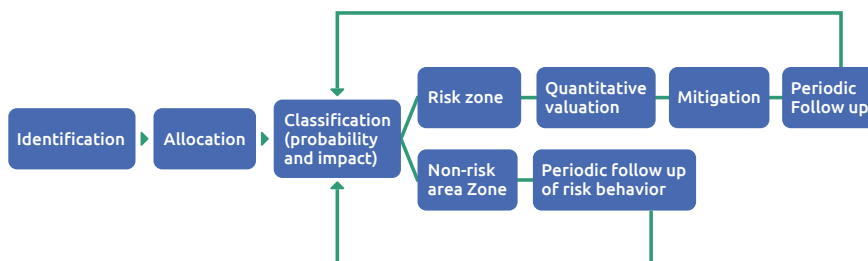 Identification
Allocation
Classification
(probability
and impact)
Risk zone
Quantitative
valuation
Mitigation
Periodic
Follow up
Non-risk
area Zone
Periodic follow up
of risk behavior